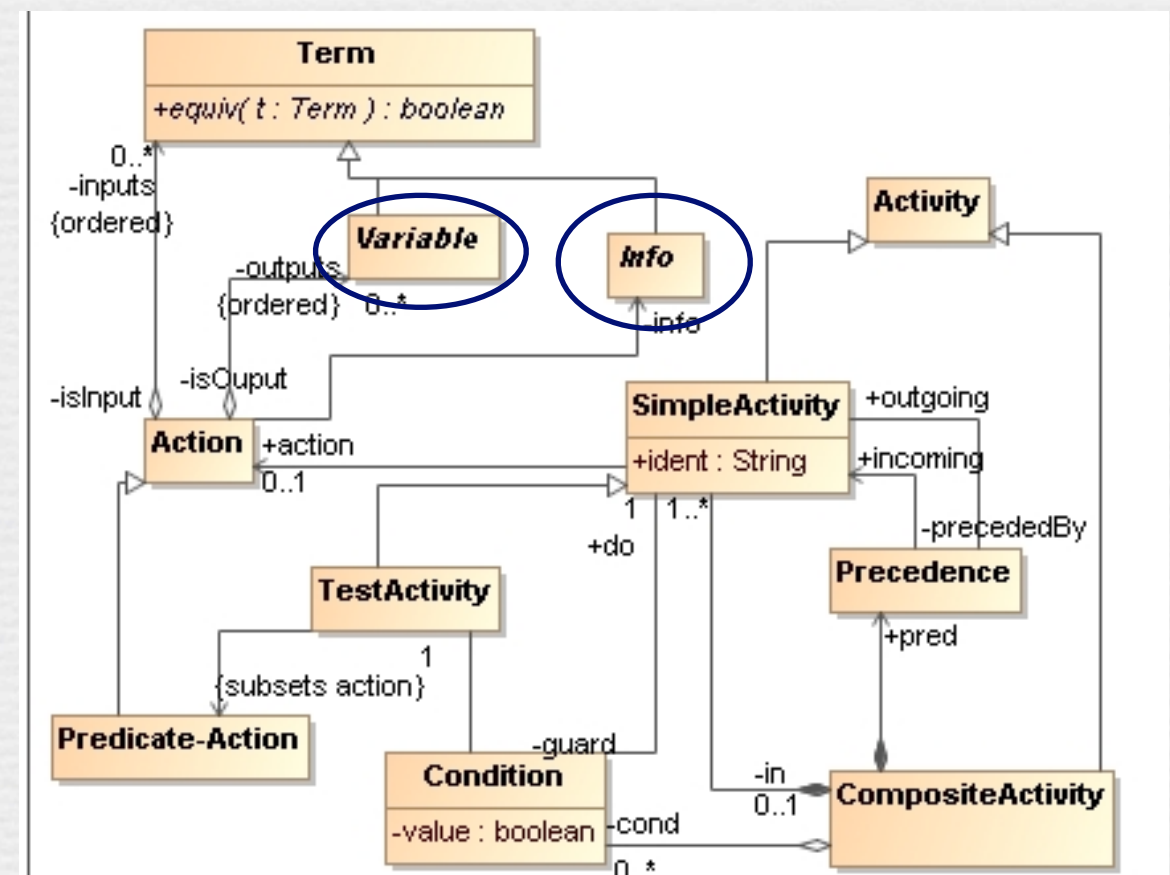 Term
+equiv( t : Term ) : boolean
0..*
-inputs
{ordered}
Variable
Info
Activity
-outputs
{ordered} 0..*
-info
-isInput
-isOuput
Action
+action
0..1
SimpleActivity
+ident : String
+outgoing
+incoming
1 1..*
+do
-precededBy
Precedence
+pred
TestActivity
1
{subsets action}
Predicate-Action
-guard
Condition
-value : boolean
-in
0..1
CompositeActivity
-cond
0..*